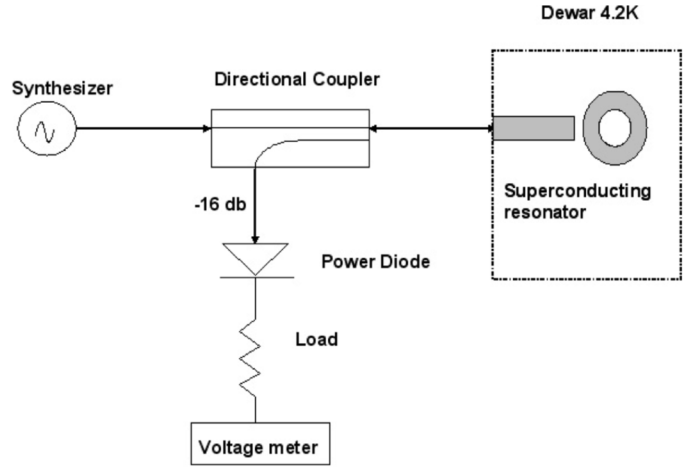 Dewar 4.2K
Synthesizer
Directional Coupler
-16 db
Superconducting
resonator
Power Diode
Load
Voltage meter